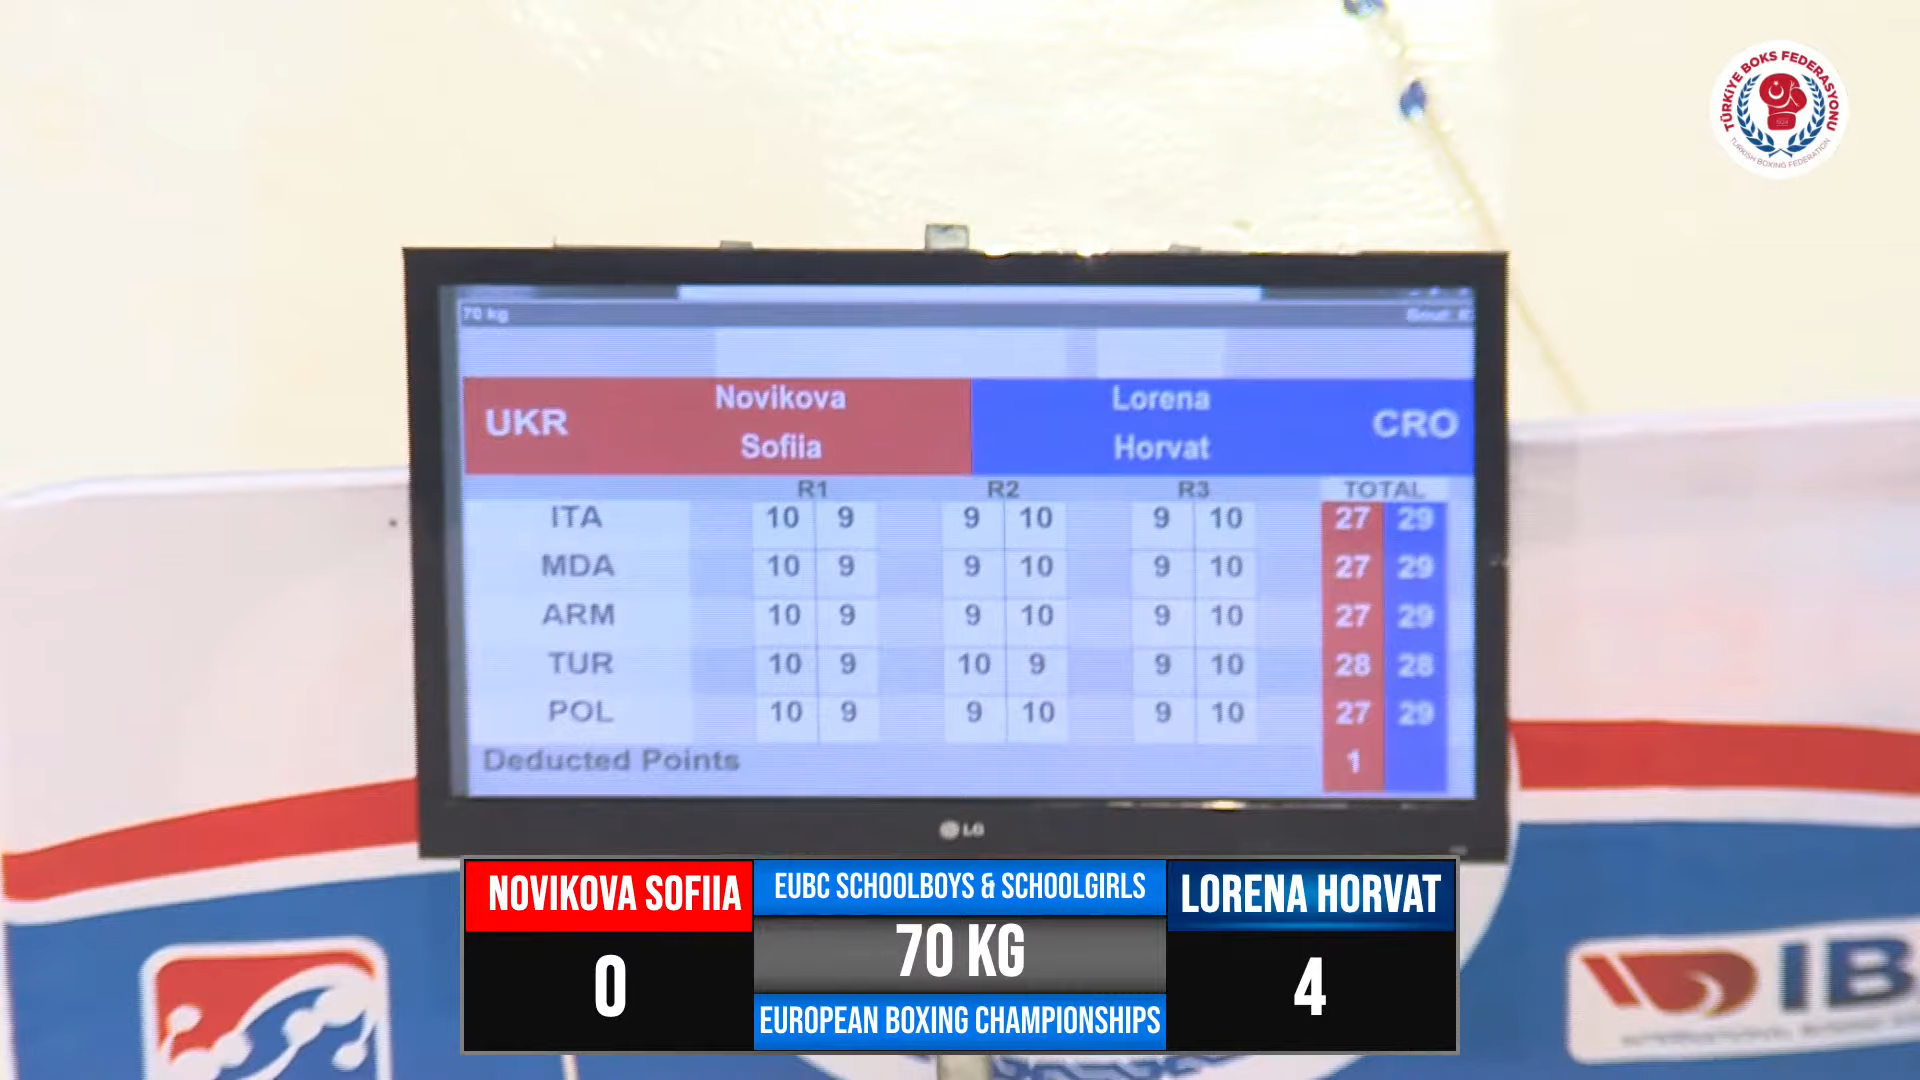 TÜRKİYE BOKS FEDERASYONU
TURKISH BOXING FEDERATION
70 kg
UKR Novikova Sofiia Lorena Horvat CRO
R1 R2 R3 TOTAL
ITA 10 9 9 10 9 10 27 29
MDA 10 9 9 10 9 10 27 29
ARM 10 9 9 10 9 10 27 29
TUR 10 9 10 9 9 10 28 28
POL 10 9 9 10 9 10 27 29
Deducted Points 1
LG
NOVIKOVA SOFIIA EUBC SCHOOLBOYS & SCHOOLGIRLS LORENA HORVAT
0 70 KG 4
EUROPEAN BOXING CHAMPIONSHIPS
IB